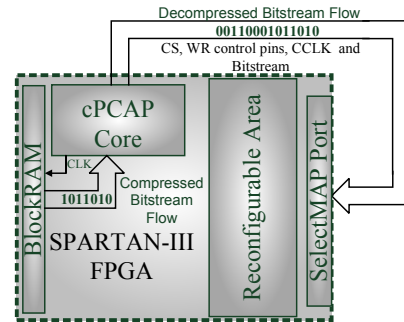 Decompressed Bitstream Flow
00110001011010
CS, WR control pins, CCLK and
Bitstream
cPCAP
Core
CLK
1011010
Compressed
Bitstream
Flow
BlockRAM
SPARTAN-III
FPGA
Reconfigurable Area
SelectMAP Port